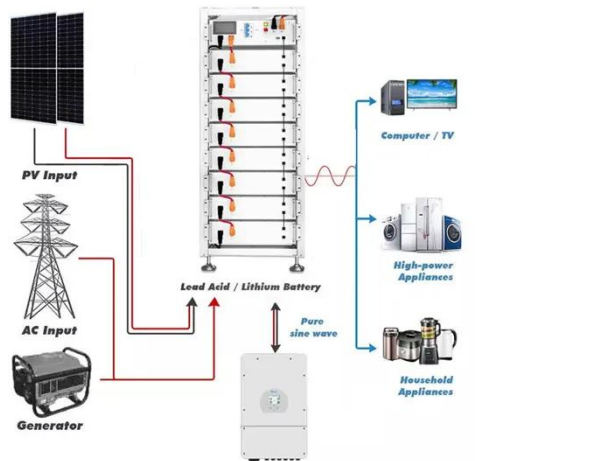 Computer / TV
PV Input
High-power
Appliances
Lead Acid / Lithium Battery
AC Input
Pure
sine wave
Household
Appliances
Generator